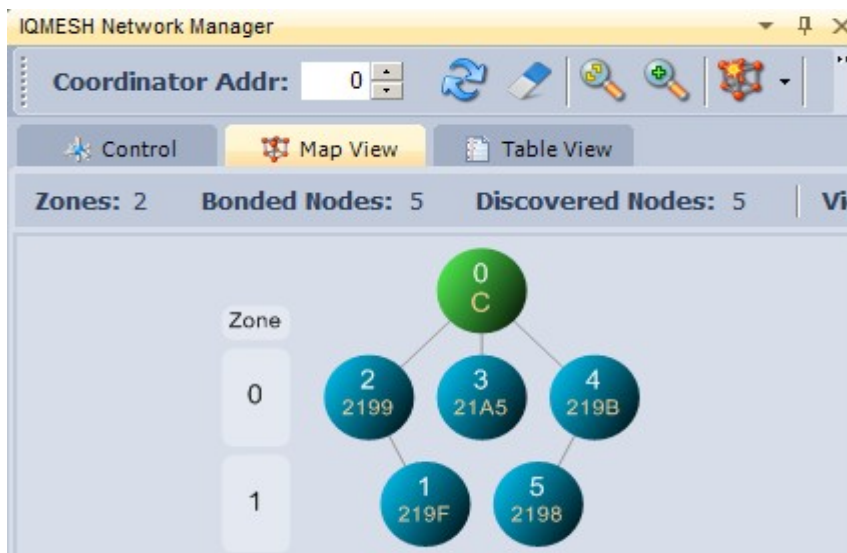 IQMESH Network Manager
Coordinator Addr: 0
Control Map View Table View
Zones: 2 Bonded Nodes: 5 Discovered Nodes: 5 Vi
0
C
Zone
0
2
2199
3
21A5
4
219B
1
1
219F
5
2198